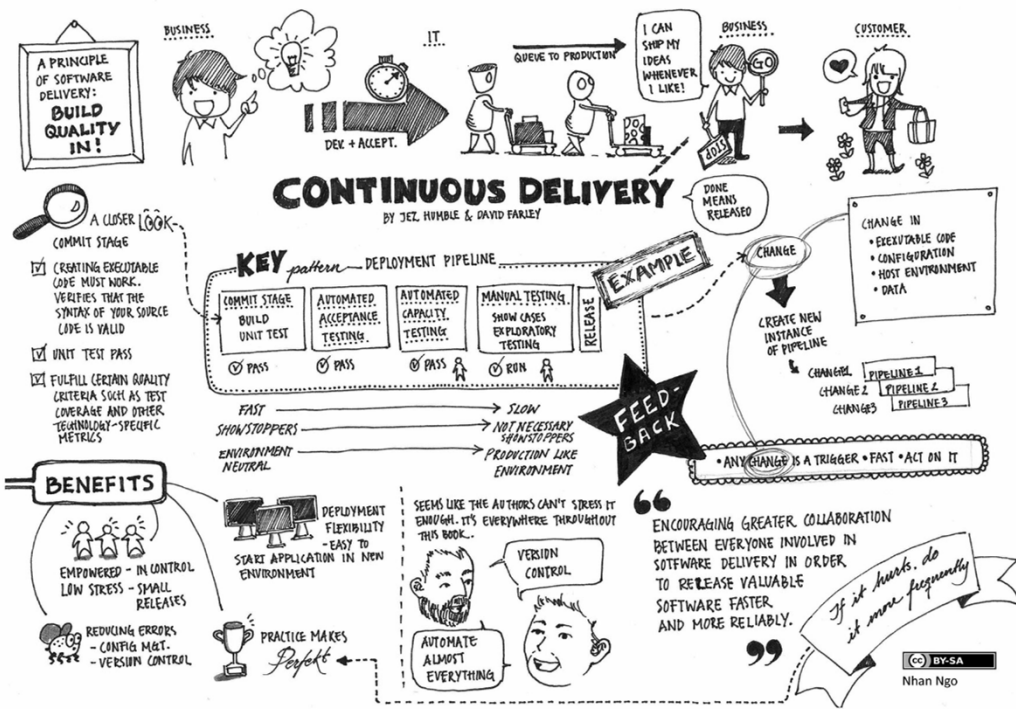 A PRINCIPLE
OF SOFTWARE
DELIVERY:
BUILD
QUALITY
IN!
BUSINESS
IT
DEV. + ACCEPT.
QUEUE TO PRODUCTION
I CAN
SHIP MY
IDEAS
WHENEVER
I LIKE!
BUSINESS
GO
STOP
CUSTOMER
CONTINUOUS DELIVERY
BY JEZ HUMBLE & DAVID FARLEY
DONE
MEANS
RELEASED
A CLOSER LOOK
COMMIT STAGE
CREATING EXECUTABLE
CODE MUST WORK.
VERIFIES THAT THE
SYNTAX OF YOUR SOURCE
CODE IS VALID
UNIT TEST PASS
FULFILL CERTAIN QUALITY
CRITERIA SUCH AS TEST
COVERAGE AND OTHER
TECHNOLOGY-SPECIFIC
METRICS
KEY pattern DEPLOYMENT PIPELINE
EXAMPLE
COMMIT STAGE
BUILD
UNIT TEST
PASS
AUTOMATED
ACCEPTANCE
TESTING.
PASS
AUTOMATED
CAPACITY
TESTING
PASS
MANUAL TESTING.
SHOW CASES
EXPLORATORY
TESTING
RUN
RELEASE
FAST
SLOW
SHOWSTOPPERS
NOT NECESSARY
SHOWSTOPPERS
ENVIRONMENT
NEUTRAL
PRODUCTION LIKE
ENVIRONMENT
CHANGE
CHANGE IN
• EXEXUTABLE CODE
• CONFIGURATION
• HOST ENVIRONMENT
• DATA
CREATE NEW
INSTANCE
OF PIPELINE
CHANGE1 PIPELINE1
CHANGE2 PIPELINE2
CHANGE3 PIPELINE3
FEED-
BACK
• ANY CHANGE IS A TRIGGER • FAST • ACT ON IT
BENEFITS
EMPOWERED - IN CONTROL
LOW STRESS - SMALL
RELEASES
REDUCING ERRORS
- CONFIG MGT.
- VERSION CONTROL
DEPLOYMENT
FLEXIBILITY
- EASY TO
START APPLICATION IN NEW
ENVIRONMENT
PRACTICE MAKES
Perfekt
SEEMS LIKE THE AUTHORS CAN'T STRESS IT
ENOUGH. IT'S EVERYWHERE THROUGHOUT
THIS BOOK..
VERSION
CONTROL
AUTOMATE
ALMOST
EVERYTHING
ENCOURAGING GREATER COLLABORATION
BETWEEN EVERYONE INVOLVED IN
SOTFWARE DELIVERY IN ORDER
TO RELEASE VALUABLE
SOFTWARE FASTER
AND MORE RELIABLY.
If it hurts, do
it more frequently
cc BY-SA
Nhan Ngo